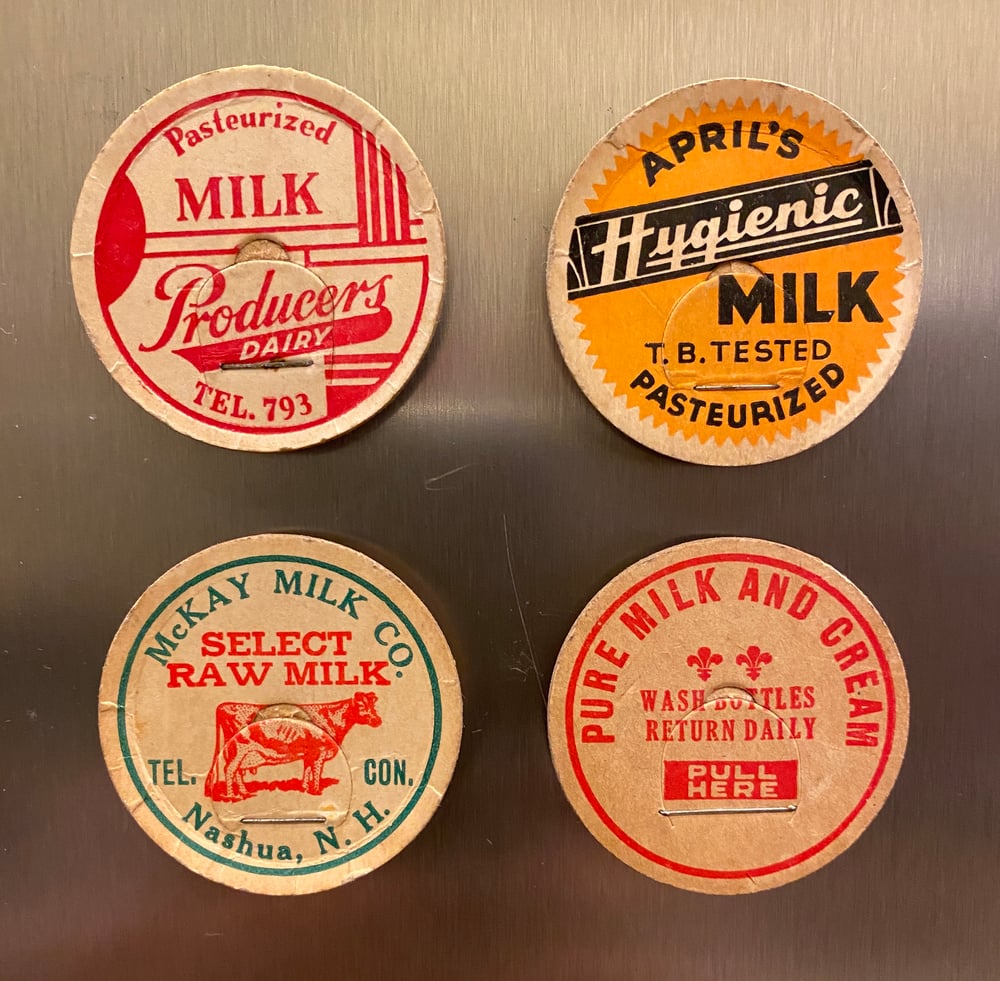 Pasteurized
MILK
Producers
DAIRY
TEL. 793
APRIL'S
Hygienic
MILK
T. B. TESTED
PASTEURIZED
McKAY MILK CO.
SELECT
RAW MILK
TEL. CON.
Nashua, N. H.
PURE MILK AND CREAM
WASH BOTTLES
RETURN DAILY
PULL
HERE